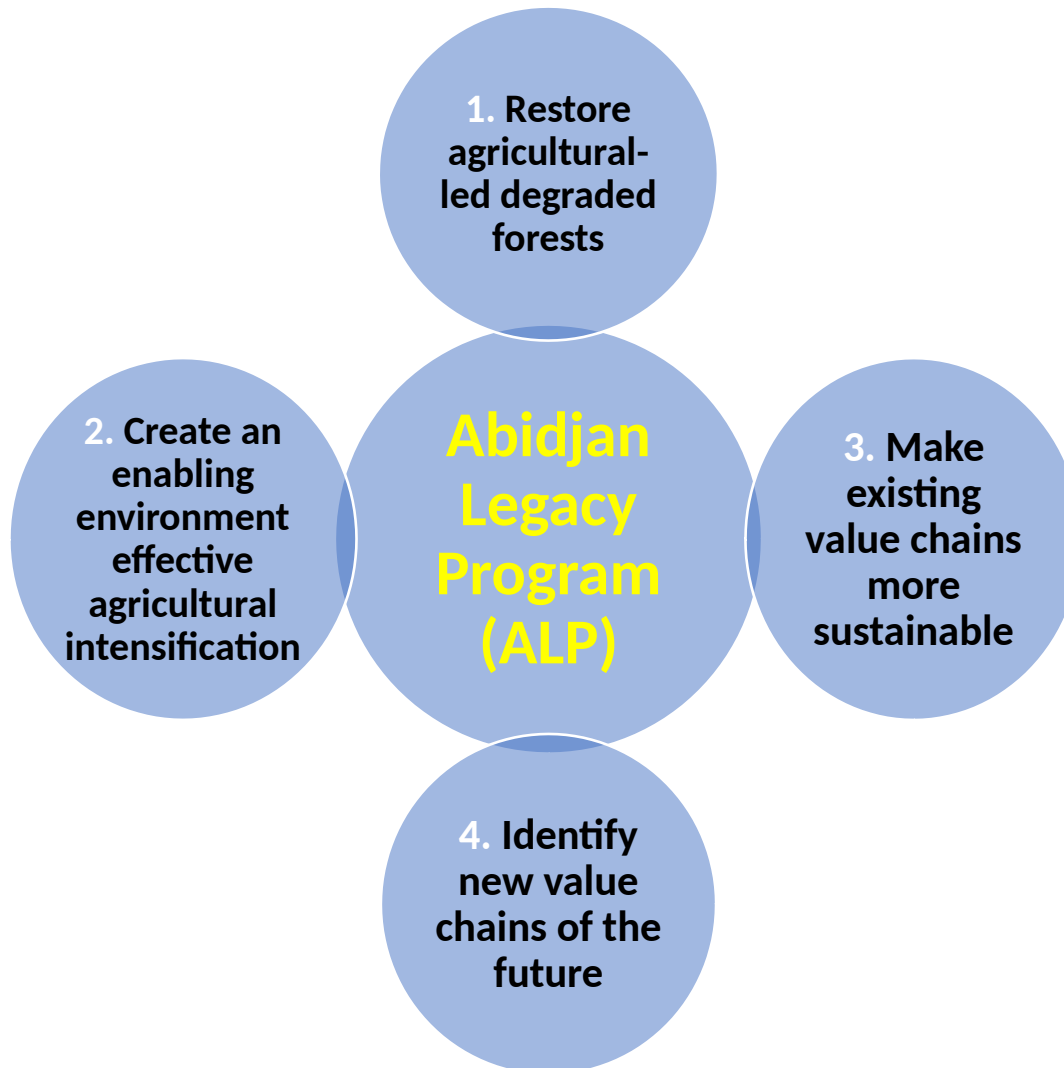 1. Restore
agricultural-
led degraded
forests
Abidjan
Legacy
Program
(ALP)
2. Create an
enabling
environment
effective
agricultural
intensification
3. Make
existing
value chains
more
sustainable
4. Identify
new value
chains of the
future